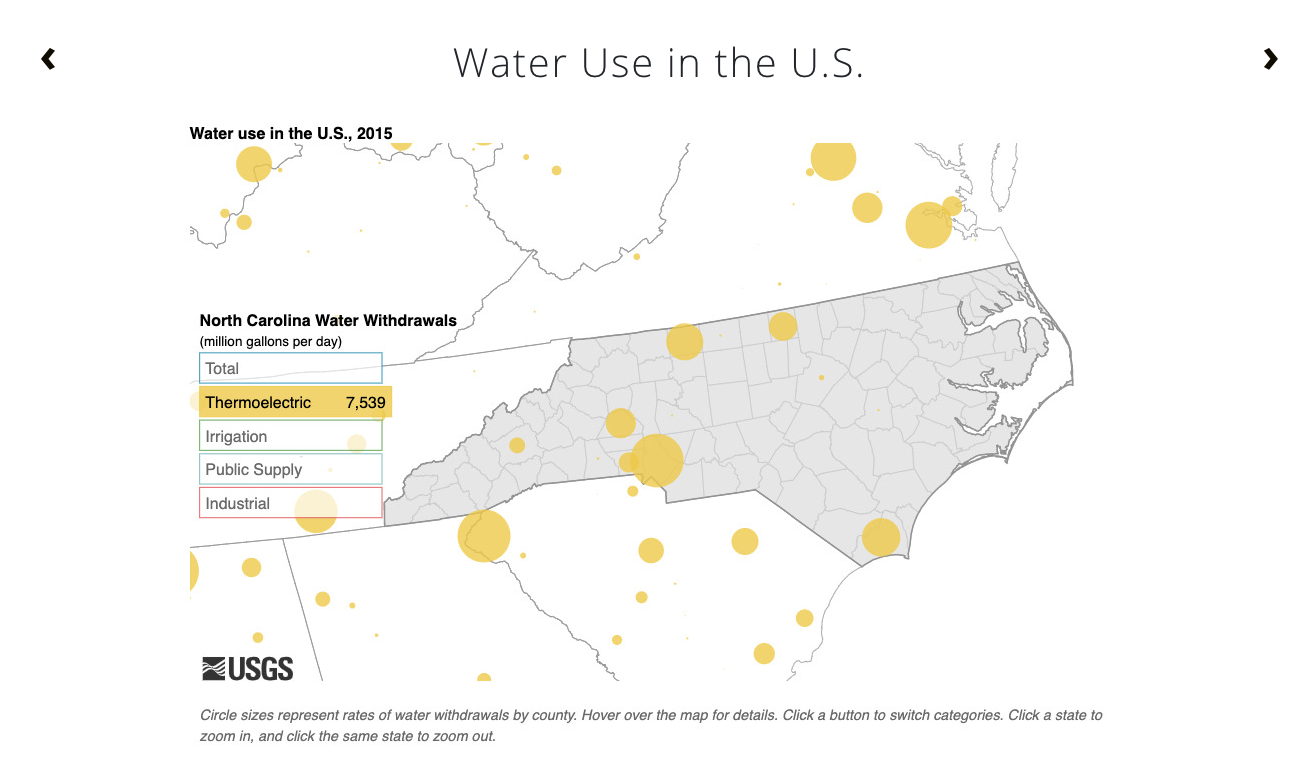 Water Use in the U.S.
Water use in the U.S., 2015
North Carolina Water Withdrawals
(million gallons per day)
Total
Thermoelectric 7,539
Irrigation
Public Supply
Industrial
USGS
Circle sizes represent rates of water withdrawals by county. Hover over the map for details. Click a button to switch categories. Click a state to
zoom in, and click the same state to zoom out.